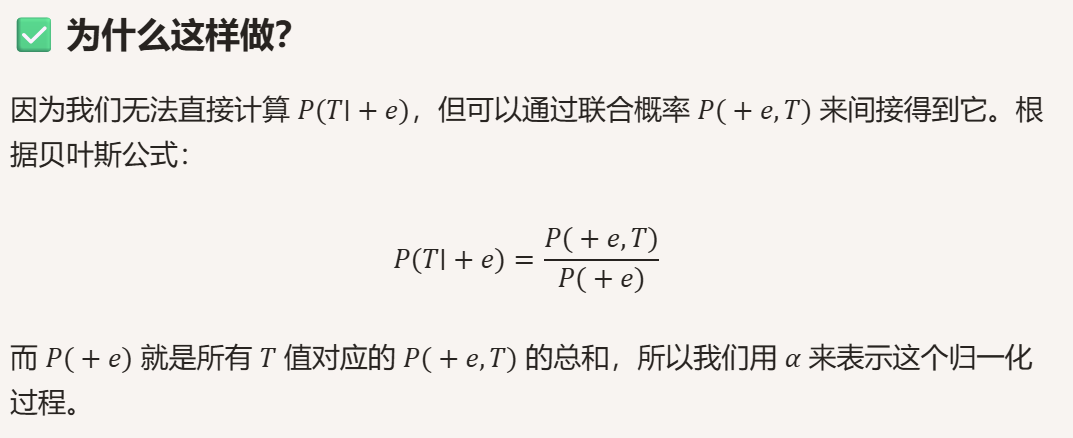 ✅ 为什么这样做？
因为我们无法直接计算 P(T| + e)，但可以通过联合概率 P( + e, T) 来间接得到它。根
据贝叶斯公式：
P(T| + e) = \frac{P( + e, T)}{P( + e)}
而 P( + e) 就是所有 T 值对应的 P( + e, T) 的总和，所以我们用 α 来表示这个归一化
过程。